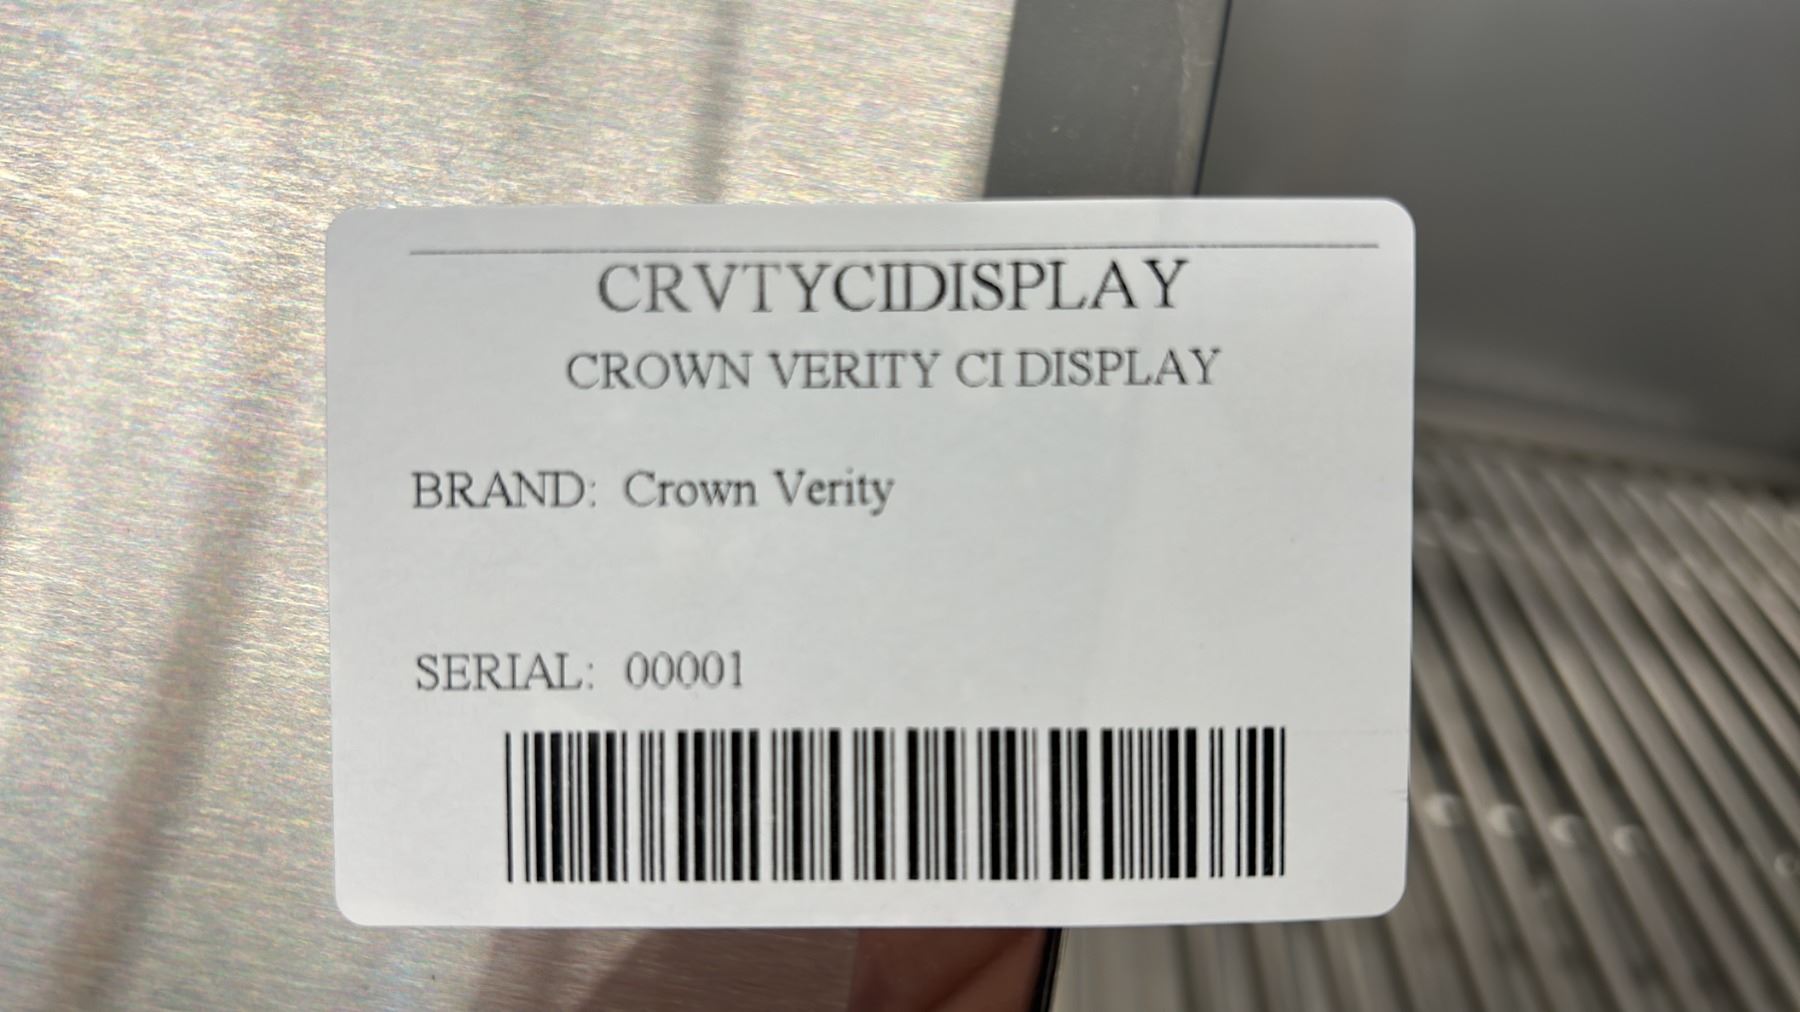 CRVTYCIDISPLAY
CROWN VERITY CI DISPLAY
BRAND: Crown Verity
SERIAL: 00001